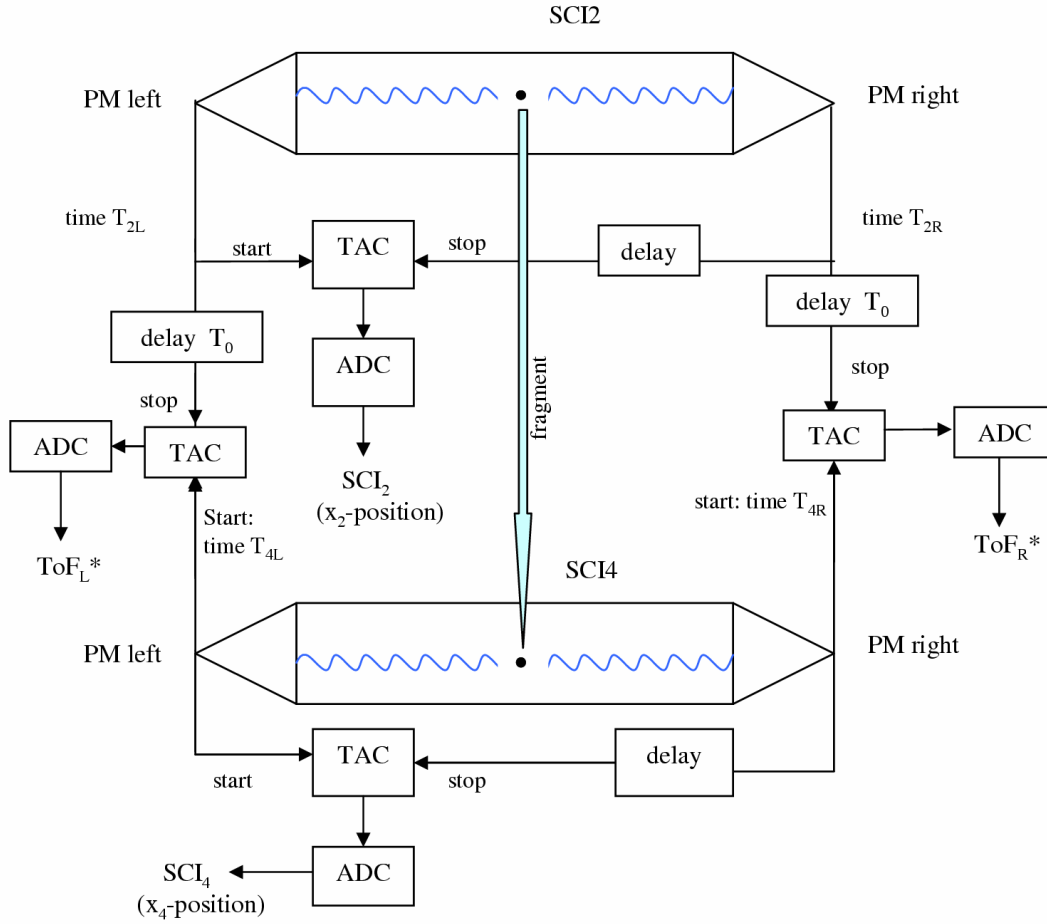 SCI2
PM left
PM right
time T₂L
time T₂R
start
TAC
stop
delay
delay T₀
delay T₀
ADC
stop
stop
fragment
ADC
TAC
TAC
ADC
SCI₂
(x₂-position)
Start:
time T₄L
start: time T₄R
ToF_L*
ToF_R*
SCI4
PM left
PM right
start
TAC
stop
delay
SCI₄
(x₄-position)
ADC